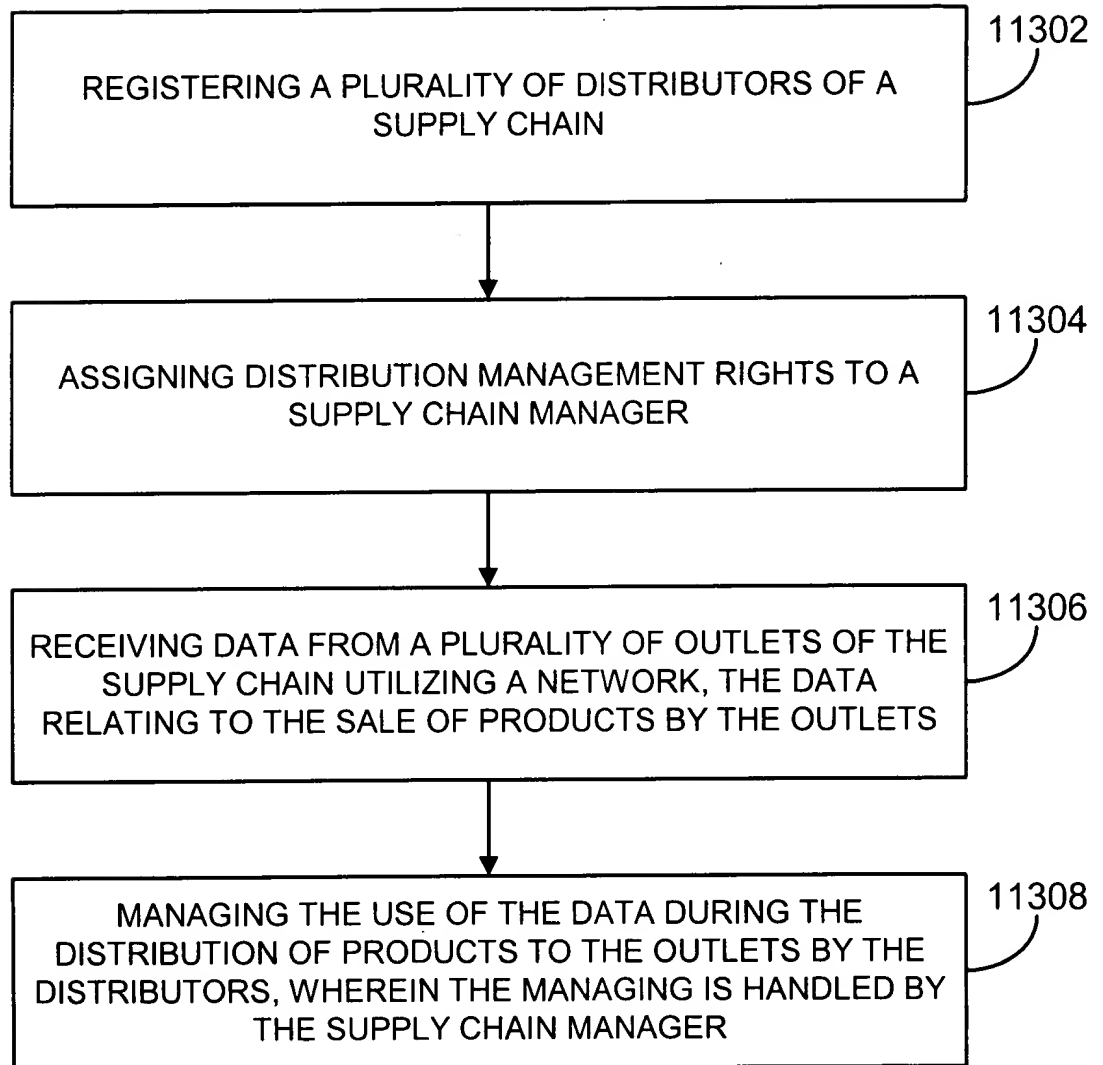 11302
REGISTERING A PLURALITY OF DISTRIBUTORS OF A
SUPPLY CHAIN
11304
ASSIGNING DISTRIBUTION MANAGEMENT RIGHTS TO A
SUPPLY CHAIN MANAGER
11306
RECEIVING DATA FROM A PLURALITY OF OUTLETS OF THE
SUPPLY CHAIN UTILIZING A NETWORK, THE DATA
RELATING TO THE SALE OF PRODUCTS BY THE OUTLETS
11308
MANAGING THE USE OF THE DATA DURING THE
DISTRIBUTION OF PRODUCTS TO THE OUTLETS BY THE
DISTRIBUTORS, WHEREIN THE MANAGING IS HANDLED BY
THE SUPPLY CHAIN MANAGER